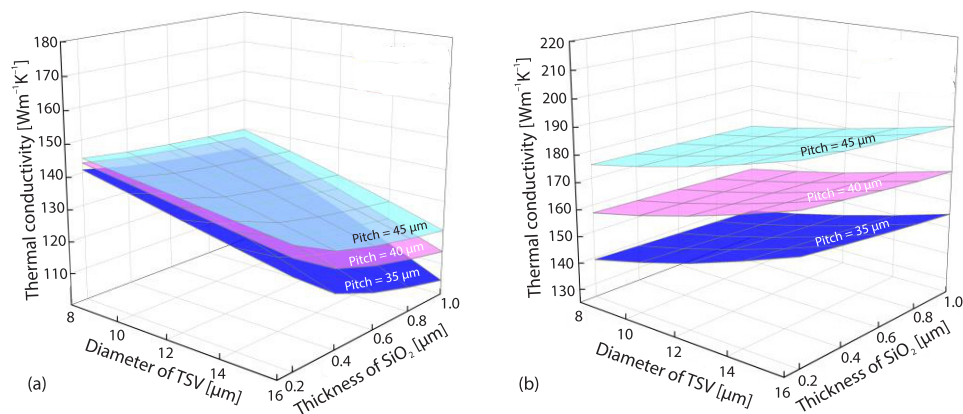 180
170
160
150
140
130
120
110
Thermal conductivity [Wm⁻¹K⁻¹]
Pitch = 45 µm
Pitch = 40 µm
Pitch = 35 µm
8
10
12
14
16
Diameter of TSV [µm]
0.2
0.4
0.6
0.8
1.0
Thickness of SiO₂ [µm]
(a)
220
210
200
190
180
170
160
150
140
130
Thermal conductivity [Wm⁻¹K⁻¹]
Pitch = 45 µm
Pitch = 40 µm
Pitch = 35 µm
8
10
12
14
16
Diameter of TSV [µm]
0.2
0.4
0.6
0.8
1.0
Thickness of SiO₂ [µm]
(b)